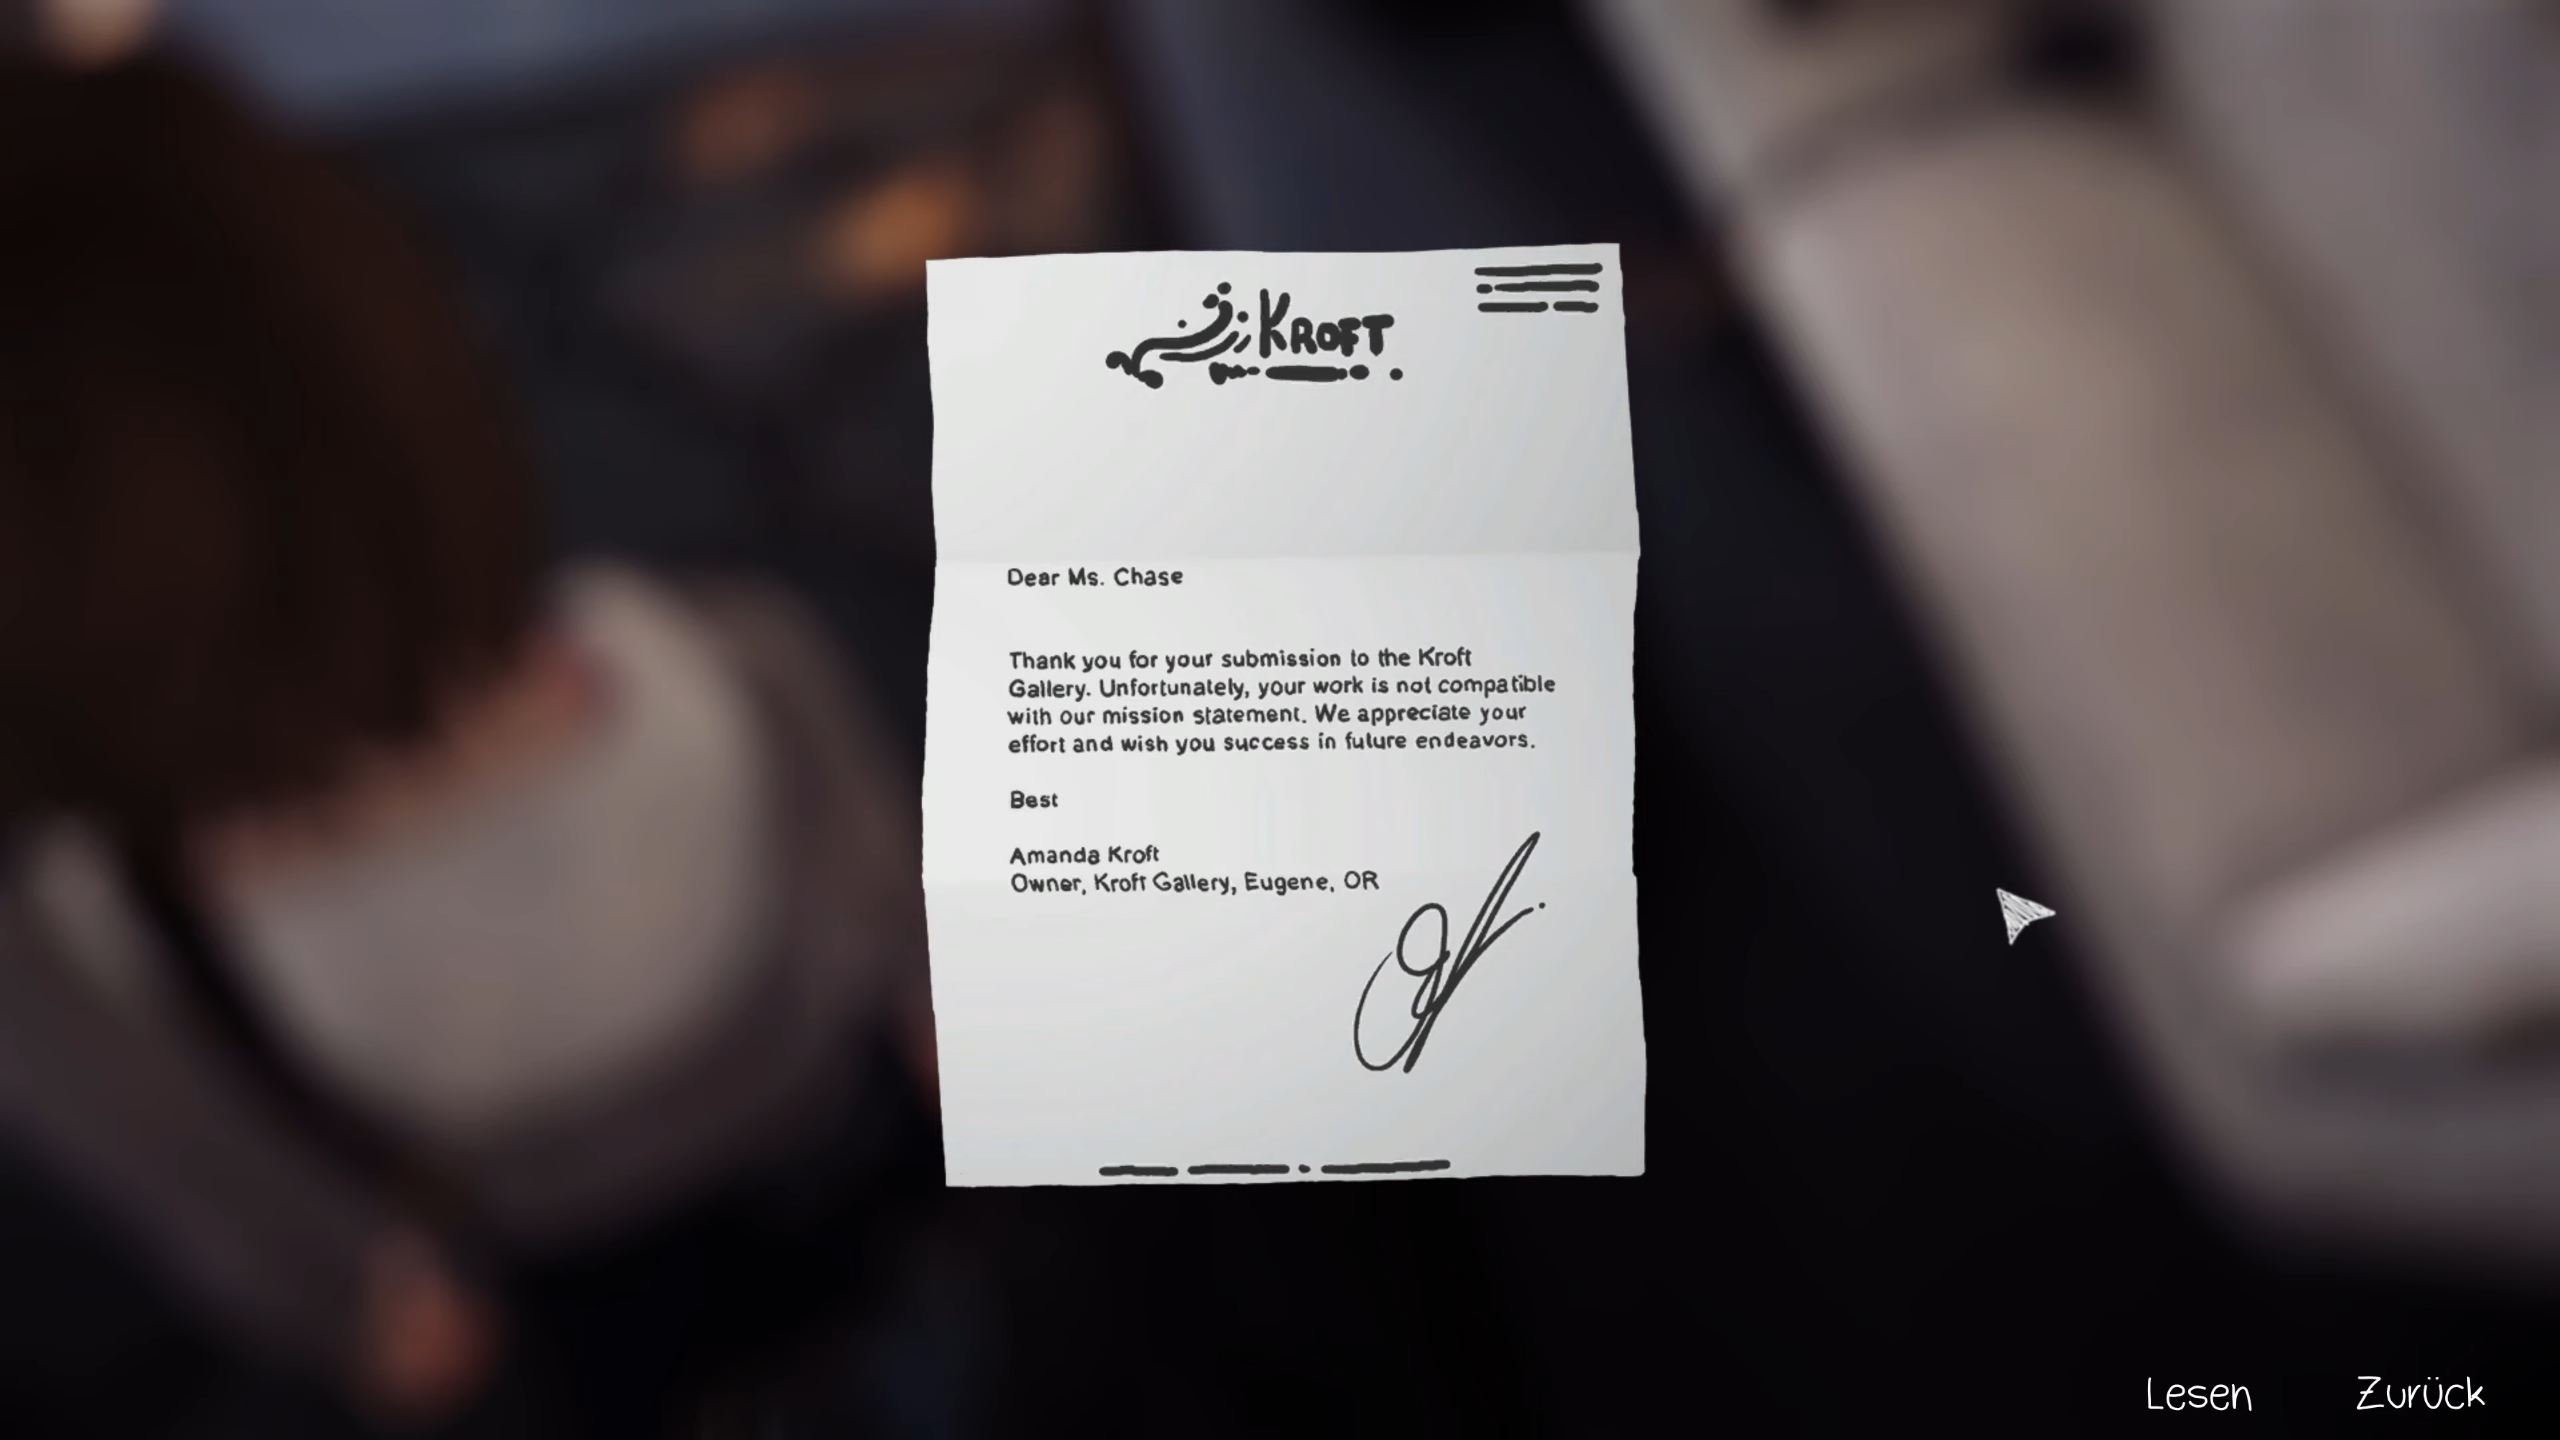 KROFT
Dear Ms. Chase
Thank you for your submission to the Kroft
Gallery. Unfortunately, your work is not compatible
with our mission statement. We appreciate your
effort and wish you success in future endeavors.
Best
Amanda Kroft
Owner, Kroft Gallery, Eugene, OR
Lesen
Zurück